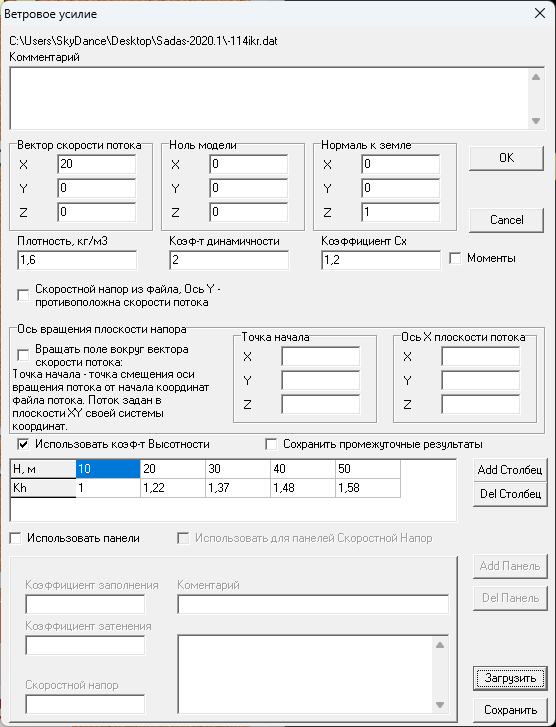 Ветровое усилие
C:\Users\SkyDance\Desktop\Sadas-2020.1\-114ikr.dat
Комментарий
Вектор скорости потока
X 20
Y 0
Z 0
Ноль модели
X 0
Y 0
Z 0
Нормаль к земле
X 0
Y 0
Z 1
OK
Cancel
Плотность, кг/м3
1,6
Коэф-т динамичности
2
Коэффициент Сх
1,2
Моменты
Скоростной напор из файла, Ось Y -
противоположна скорости потока
Ось вращения плоскости напора
Вращать поле вокруг вектора
скорости потока:
Точка начала - точка смещения оси
вращения потока от начала координат
файла потока. Поток задан в
плоскости XY своей системы
координат.
Точка начала
X
Y
Z
Ось X плоскости потока
X
Y
Z
Использовать коэф-т Высотности
Сохранить промежуточные результаты
H, м 10 20 30 40 50
Kh 1 1,22 1,37 1,48 1,58
Add Столбец
Del Столбец
Использовать панели
Использовать для панелей Скоростной Напор
Коэффициент заполнения
Коментарий
Коэффициент затенения
Скоростной напор
Add Панель
Del Панель
Загрузить
Сохранить